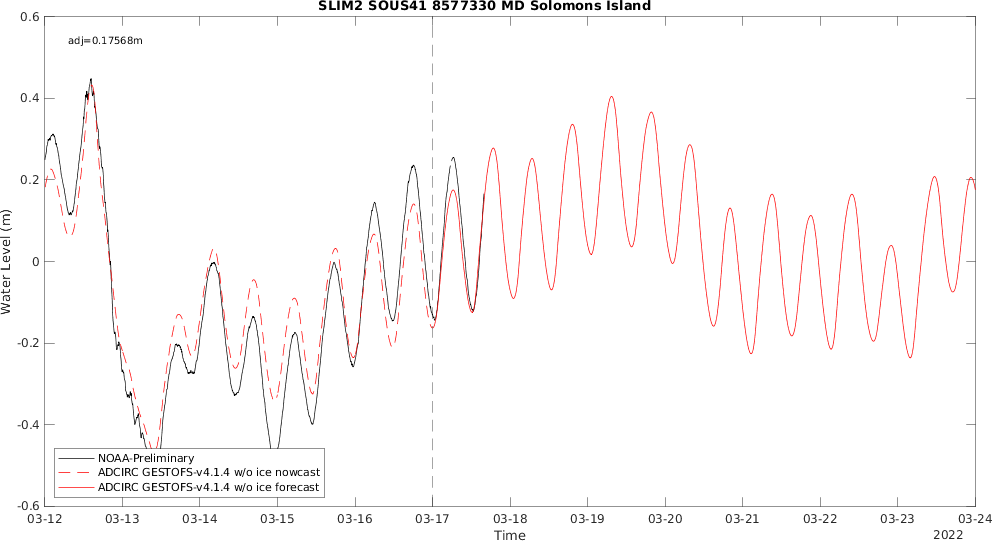 SLIM2 SOUS41 8577330 MD Solomons Island
adj=0.17568m
0.6
0.4
0.2
0
-0.2
-0.4
-0.6
Water Level (m)
NOAA-Preliminary
ADCIRC GESTOFS-v4.1.4 w/o ice nowcast
ADCIRC GESTOFS-v4.1.4 w/o ice forecast
03-12 03-13 03-14 03-15 03-16 03-17 03-18 03-19 03-20 03-21 03-22 03-23 03-24
Time
2022